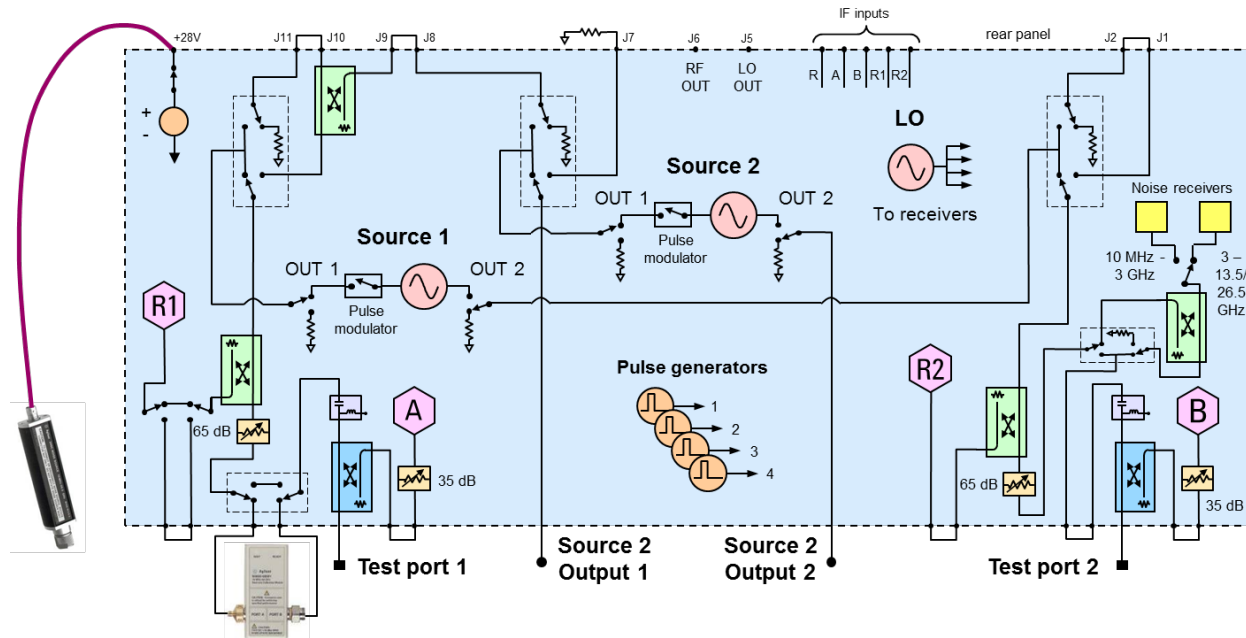 IF inputs
+28V
J11
J10
J9
J8
J7
J6
J5
rear panel
J2
J1
RF
OUT
LO
OUT
R
A
B
R1
R2
+
-
LO
To receivers
Source 2
OUT 1
OUT 2
Pulse
modulator
Noise receivers
10 MHz -
3 GHz
3 –
13.5/
26.5
GHz
Source 1
OUT 1
OUT 2
Pulse
modulator
R1
R2
A
B
Pulse generators
1
2
3
4
65 dB
35 dB
65 dB
35 dB
Test port 1
Source 2
Output 1
Source 2
Output 2
Test port 2
Agilent